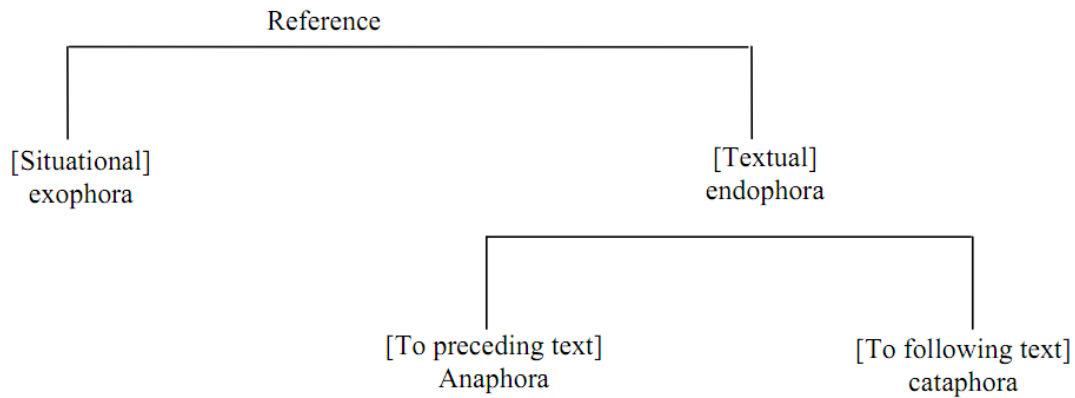 Reference
[Situational]
exophora
[Textual]
endophora
[To preceding text]
Anaphora
[To following text]
cataphora